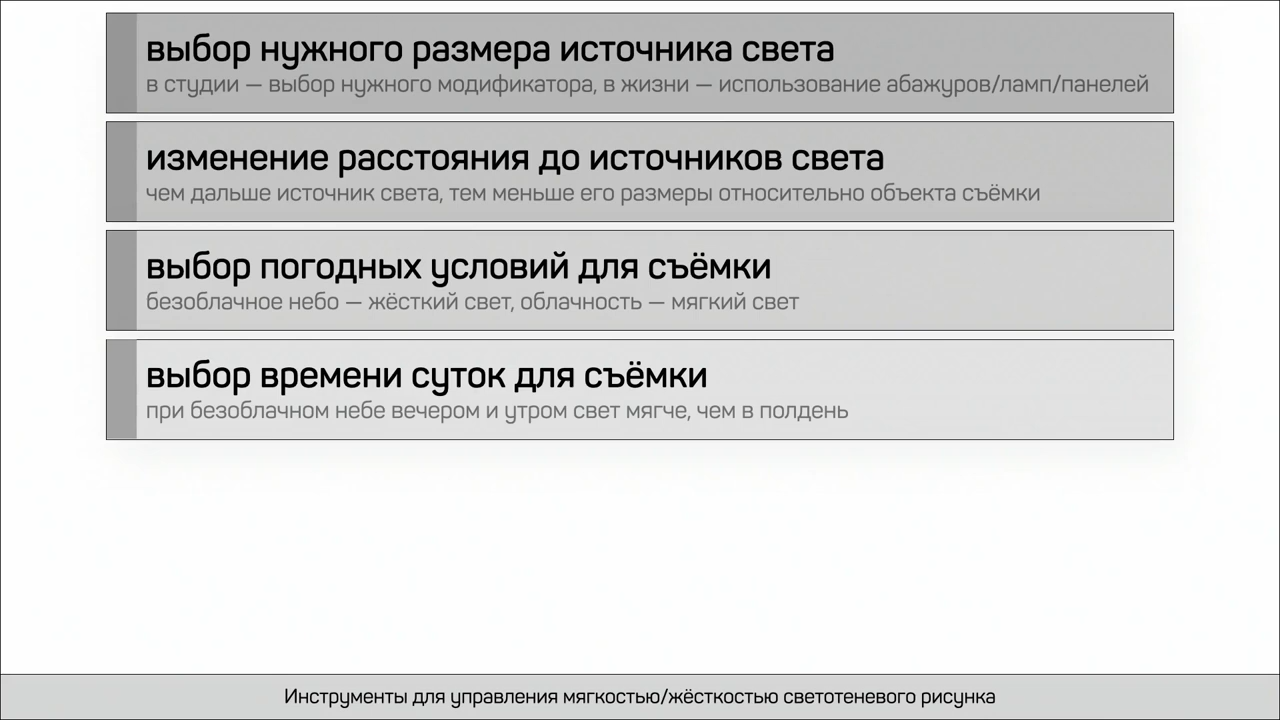 выбор нужного размера источника света
в студии — выбор нужного модификатора, в жизни — использование абажуров/ламп/панелей
изменение расстояния до источников света
чем дальше источник света, тем меньше его размеры относительно объекта съёмки
выбор погодных условий для съёмки
безоблачное небо — жёсткий свет, облачность — мягкий свет
выбор времени суток для съёмки
при безоблачном небе вечером и утром свет мягче, чем в полдень
Инструменты для управления мягкостью/жёсткостью светотеневого рисунка